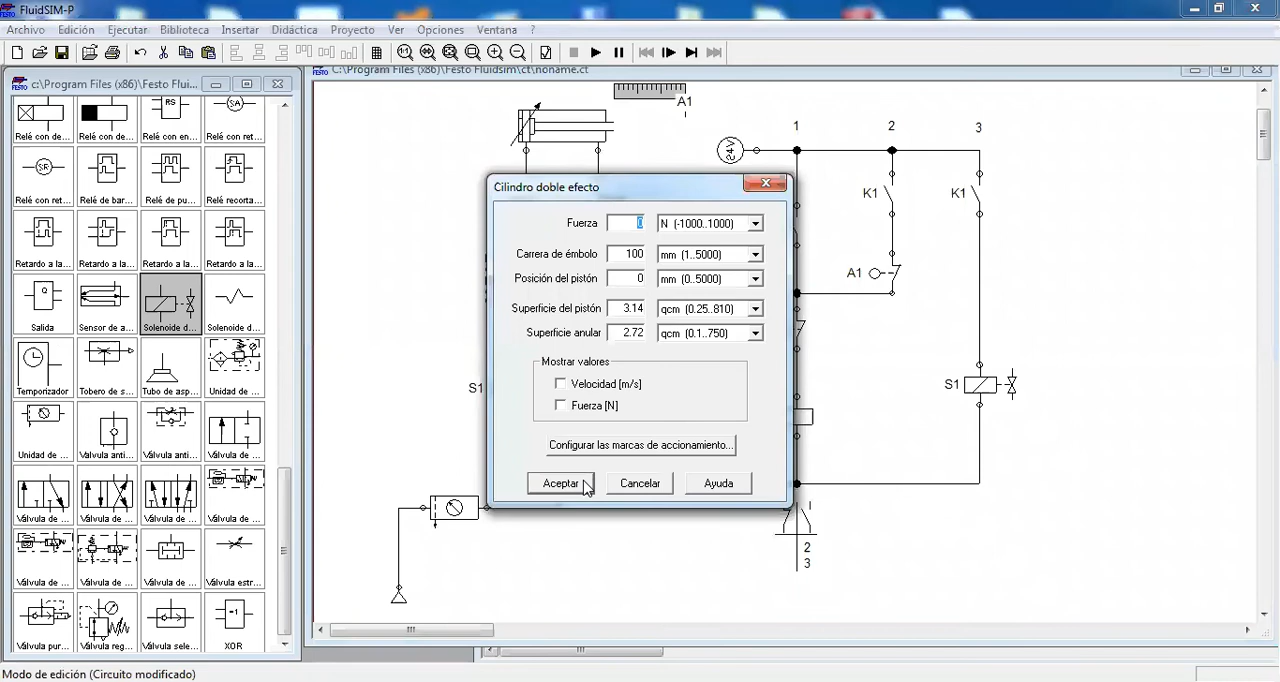 FluidSIM-P
Archivo Edición Ejecutar Biblioteca Insertar Didáctica Proyecto Ver Opciones Ventana ?
c:\Program Files (x86)\Festo Flui...
c:\Program Files (x86)\Festo Fluidsim\ct\noname.ct
Relé con de... Relé con de... Relé con en... Relé con ret...
Relé con ret... Relé de bar... Relé de pu... Relé recorta...
Retardo a la... Retardo a la... Retardo a la... Retardo a la...
Salida Sensor de a... Solenoide d... Solenoide d...
Temporizador Tobero de s... Tubo de asp... Unidad de ...
Unidad de ... Válvula anti... Válvula anti... Válvula de ...
Válvula de ... Válvula de ... Válvula de ... Válvula de ...
Válvula de ... Válvula de ... Válvula de ... Válvula estr...
Válvula pur... Válvula reg... Válvula sele... XOR
RS
SA
SR
Q
=1
A1
24V
1 2 3
K1 K1
A1
S1
S1
2
3
Cilindro doble efecto
Fuerza 0 N (-1000..1000)
Carrera de émbolo 100 mm (1..5000)
Posición del pistón 0 mm (0..5000)
Superficie del pistón 3.14 qcm (0.25..810)
Superficie anular 2.72 qcm (0.1..750)
Mostrar valores
Velocidad [m/s]
Fuerza [N]
Configurar las marcas de accionamiento...
Aceptar Cancelar Ayuda
Modo de edición (Circuito modificado)